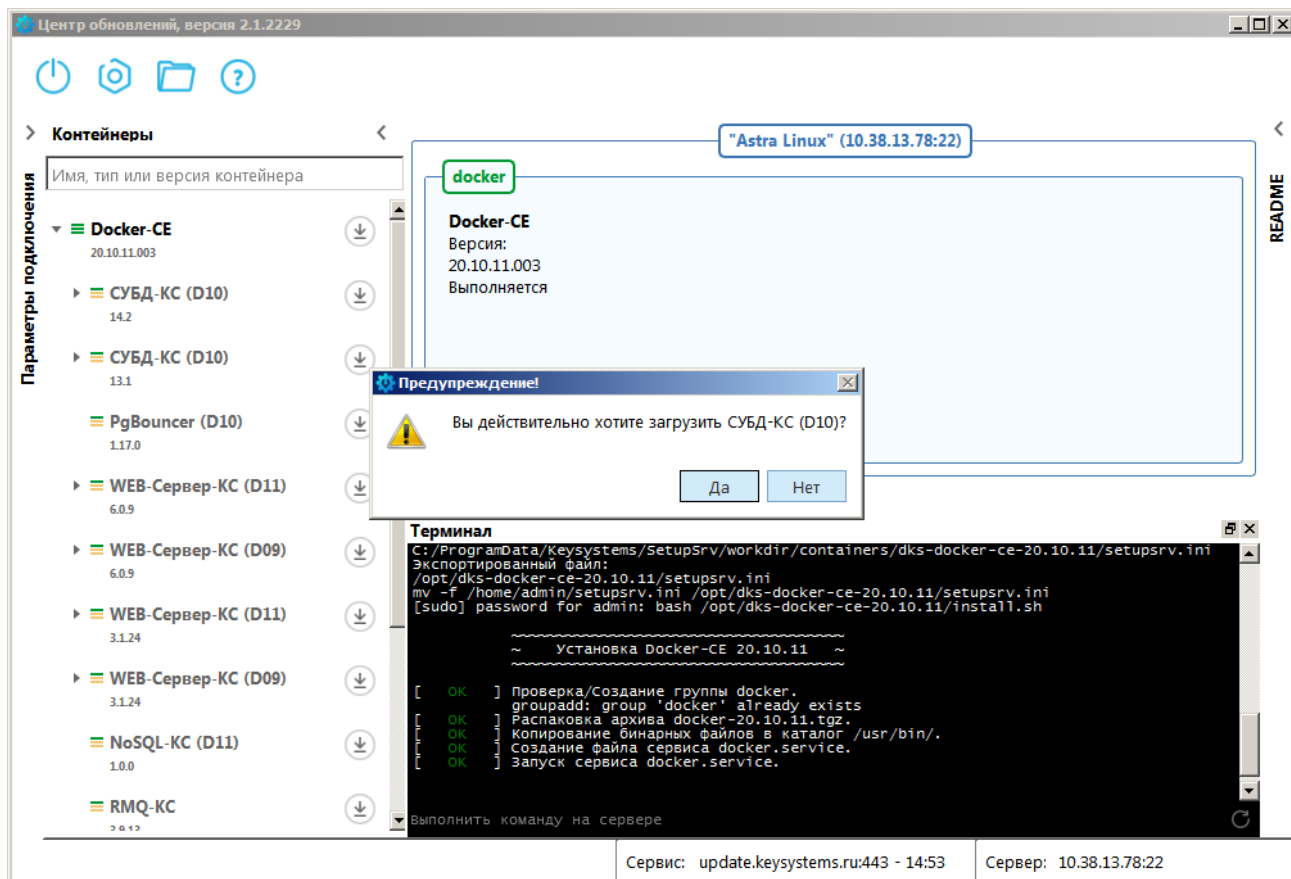 Центр обновлений, версия 2.1.2229
Параметры подключения
Контейнеры
Имя, тип или версия контейнера
Docker-CE
20.10.11.003
СУБД-КС (D10)
14.2
СУБД-КС (D10)
13.1
PgBouncer (D10)
1.17.0
WEB-Сервер-КС (D11)
6.0.9
WEB-Сервер-КС (D09)
6.0.9
WEB-Сервер-КС (D11)
3.1.24
WEB-Сервер-КС (D09)
3.1.24
NoSQL-КС (D11)
1.0.0
RMQ-КС
"Astra Linux" (10.38.13.78:22)
docker
Docker-CE
Версия:
20.10.11.003
Выполняется
README
Предупреждение!
Вы действительно хотите загрузить СУБД-КС (D10)?
Да Нет
Терминал
C:/ProgramData/Keysystems/SetupSrv/workdir/containers/dks-docker-ce-20.10.11/setupsrv.ini
Экспортированный файл:
/opt/dks-docker-ce-20.10.11/setupsrv.ini
mv -f /home/admin/setupsrv.ini /opt/dks-docker-ce-20.10.11/setupsrv.ini
[sudo] password for admin: bash /opt/dks-docker-ce-20.10.11/install.sh
~~~~~~~~~~~~~~~~~~~~~~~~~~~~~~~~~~~~~
~ Установка Docker-CE 20.10.11 ~
~~~~~~~~~~~~~~~~~~~~~~~~~~~~~~~~~~~~~
[ OK ] Проверка/Создание группы docker.
groupadd: group 'docker' already exists
[ OK ] Распаковка архива docker-20.10.11.tgz.
[ OK ] Копирование бинарных файлов в каталог /usr/bin/.
[ OK ] Создание файла сервиса docker.service.
[ OK ] Запуск сервиса docker.service.
Выполнить команду на сервере
Сервис: update.keysystems.ru:443 - 14:53
Сервер: 10.38.13.78:22